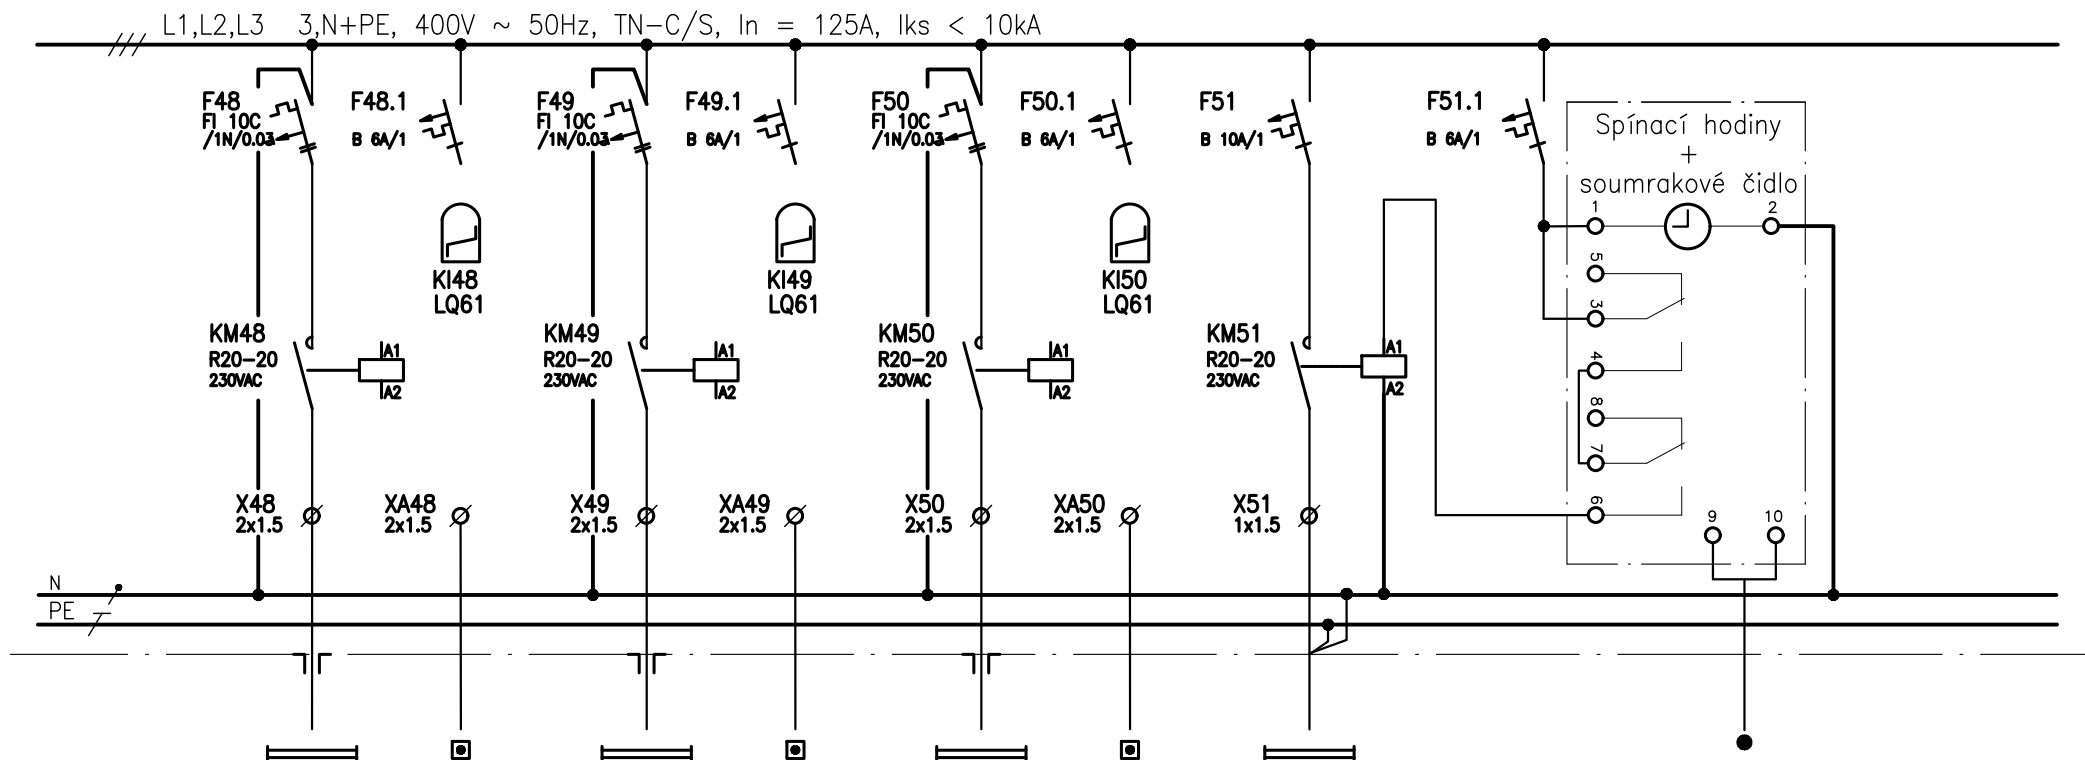 L1,L2,L3 3,N+PE, 400V ~ 50Hz, TN-C/S, In = 125A, Iks < 10kA
F48
FI 10C
/1N/0.03
F48.1
B 6A/1
F49
FI 10C
/1N/0.03
F49.1
B 6A/1
F50
FI 10C
/1N/0.03
F50.1
B 6A/1
F51
B 10A/1
F51.1
B 6A/1
Spínací hodiny
+
soumrakové čidlo
1
2
5
3
4
8
7
6
9
10
KI48
LQ61
KI49
LQ61
KI50
LQ61
KM48
R20-20
230VAC
A1
A2
KM49
R20-20
230VAC
A1
A2
KM50
R20-20
230VAC
A1
A2
KM51
R20-20
230VAC
A1
A2
X48
2x1.5
XA48
2x1.5
X49
2x1.5
XA49
2x1.5
X50
2x1.5
XA50
2x1.5
X51
1x1.5
N
PE